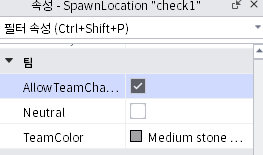 속성 - SpawnLocation "check1"
필터 속성 (Ctrl+Shift+P)
팀
AllowTeamCha...
Neutral
TeamColor Medium stone ...